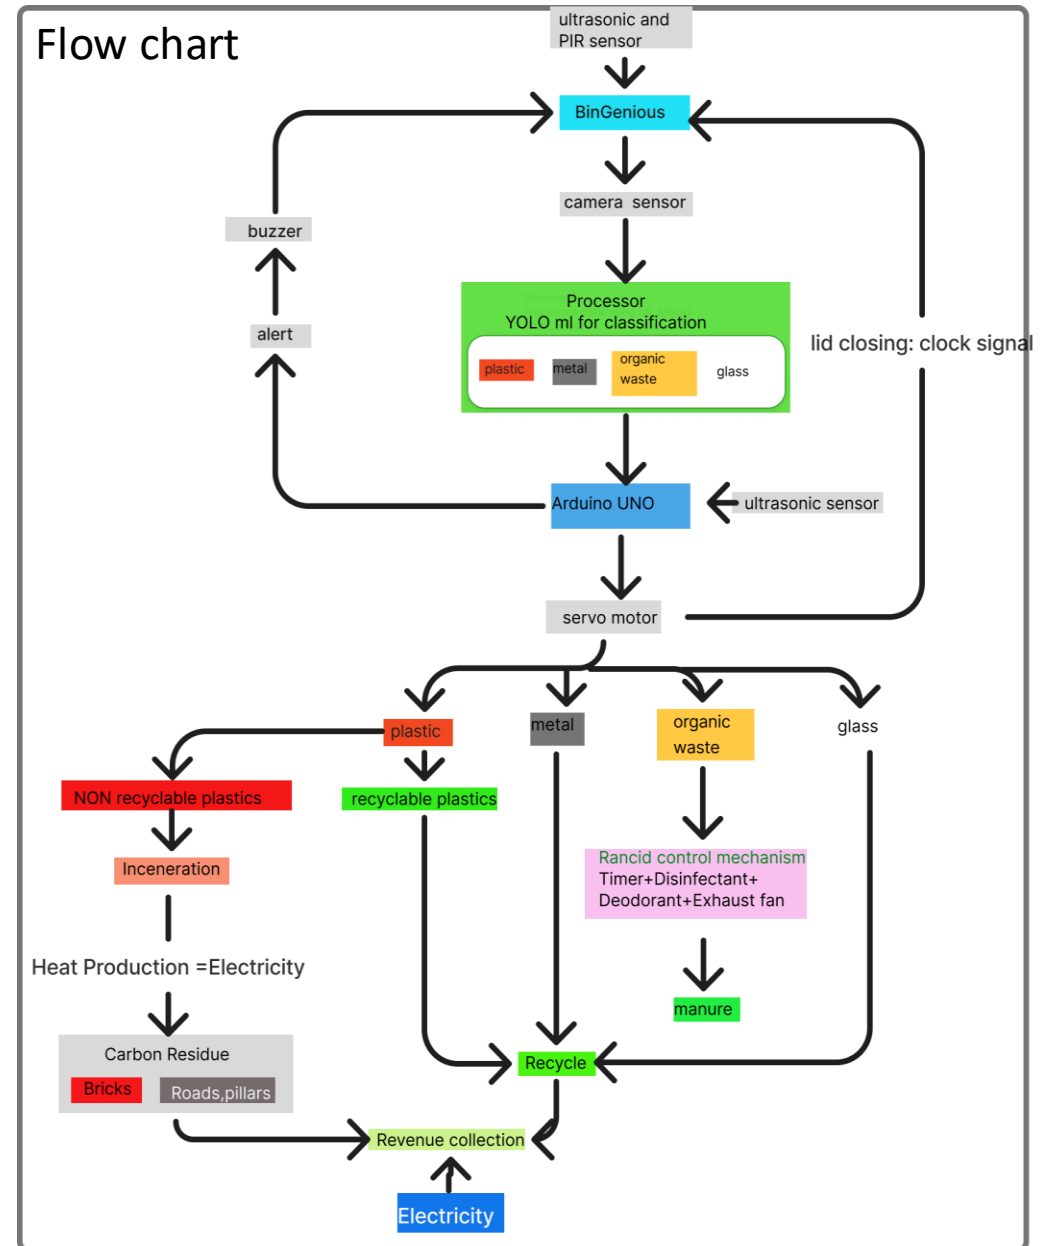 Flow chart
ultrasonic and
PIR sensor
BinGenious
camera sensor
buzzer
Processor
YOLO ml for classification
alert
lid closing: clock signal
plastic
metal
organic
waste
glass
Arduino UNO
ultrasonic sensor
servo motor
plastic
metal
organic
waste
glass
NON recyclable plastics
recyclable plastics
Inceneration
Rancid control mechanism
Timer+Disinfectant+
Deodorant+Exhaust fan
Heat Production =Electricity
manure
Carbon Residue
Bricks
Roads,pillars
Recycle
Revenue collection
Electricity